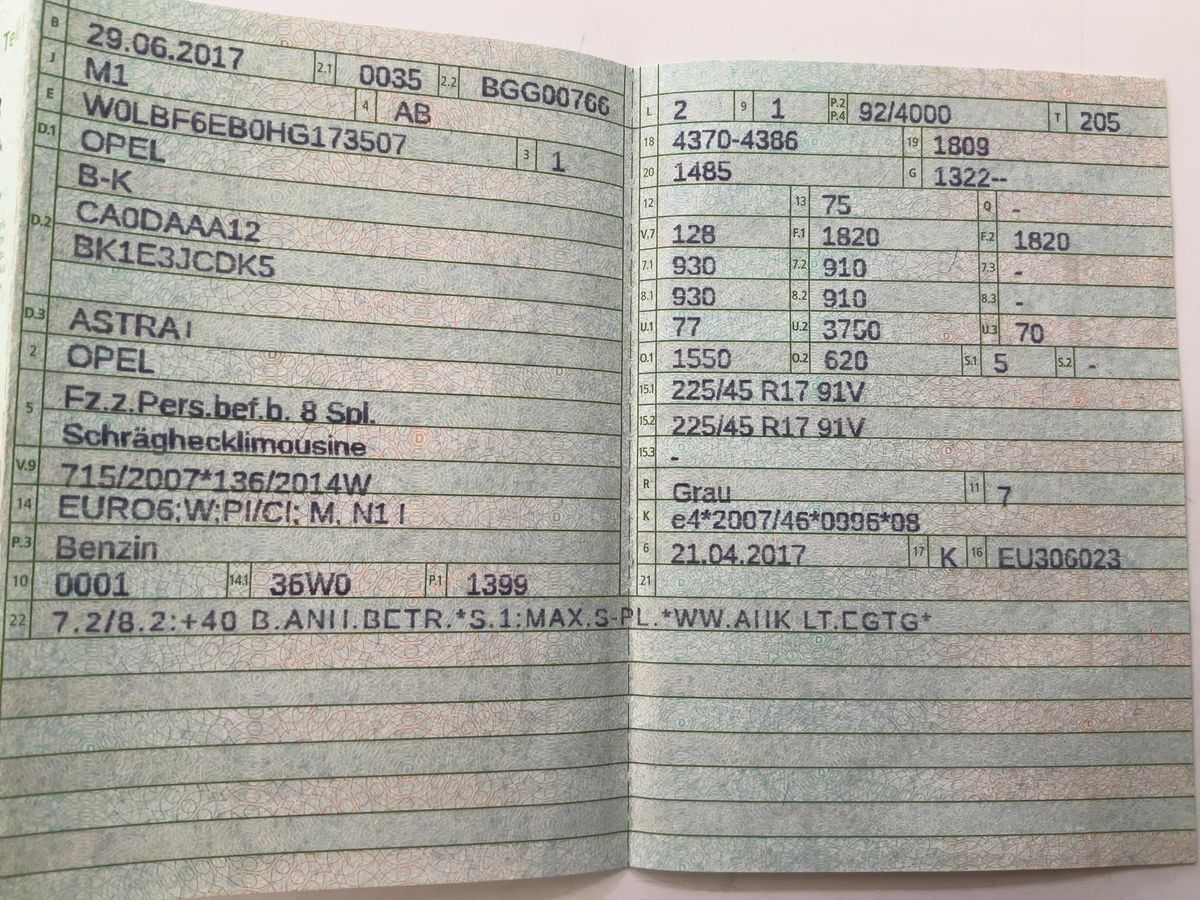 B 29.06.2017 2.1 0035 2.2 BGG00766
J M1 4 AB
E W0LBF6EB0HG173507 3 1
D.1 OPEL
D.2 B-K
CA0DAAA12
BK1E3JCDK5
D.3 ASTRA
2 OPEL
5 Fz.z.Pers.bef.b. 8 Spl.
Schräghecklimousine
V.9 715/2007*136/2014W
14 EURO6;W;PI/CI; M, N1 I
P.3 Benzin
10 0001 14.1 36W0 P.1 1399
22 7.2/8.2:+40 B.ANH.BETR.*S.1:MAX.S-PL.*WW.AHK LT.EGTG*
L 2 9 1 P.2 P.4 92/4000 T 205
18 4370-4386 19 1809
20 1485 G 1322--
12 13 75 Q -
V.7 128 F.1 1820 F.2 1820
7.1 930 7.2 910 7.3 -
8.1 930 8.2 910 8.3 -
U.1 77 U.2 3750 U.3 70
O.1 1550 O.2 620 S.1 5 S.2 -
15.1 225/45 R17 91V
15.2 225/45 R17 91V
15.3 -
R Grau 11 7
K e4*2007/46*0996*08
6 21.04.2017 17 K 16 EU306023
21